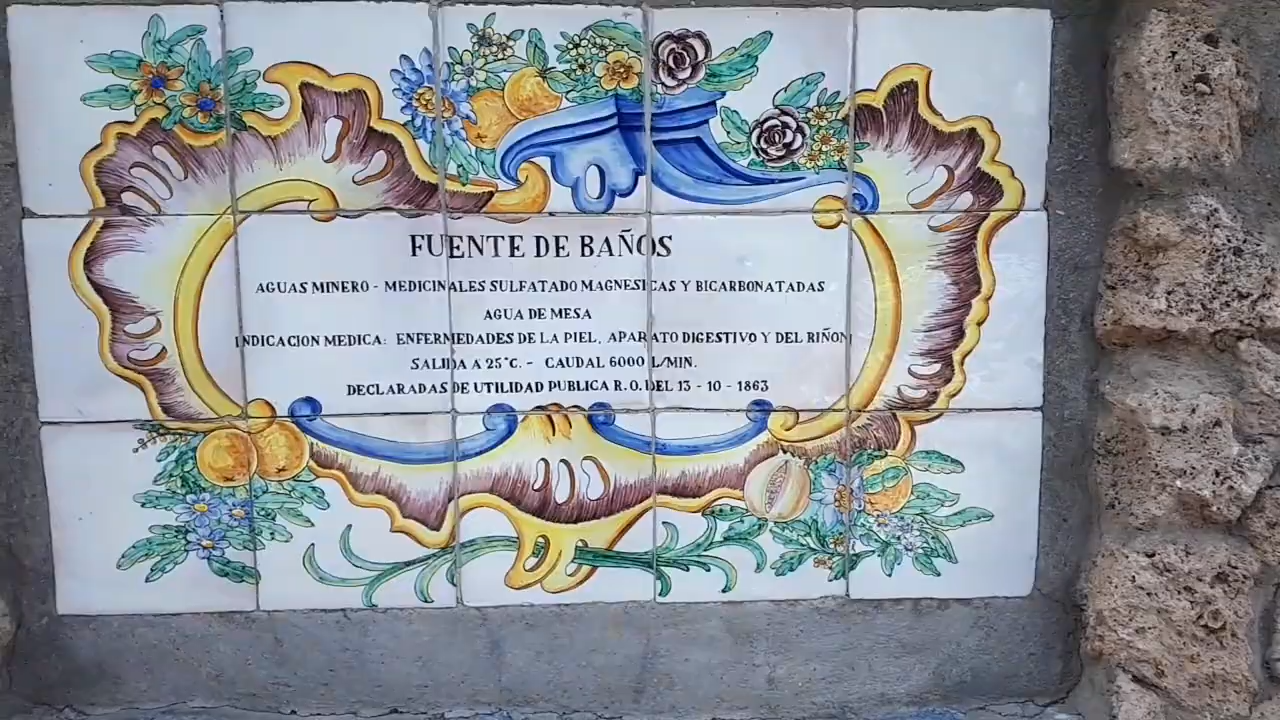 FUENTE DE BAÑOS
AGUAS MINERO - MEDICINALES SULFATADO MAGNESICAS Y BICARBONATADAS
AGUA DE MESA
INDICACION MEDICA: ENFERMEDADES DE LA PIEL, APARATO DIGESTIVO Y DEL RIÑON
SALIDA A 25°C. - CAUDAL 6000 L/MIN.
DECLARADAS DE UTILIDAD PUBLICA R.O. DEL 13 - 10 - 1863